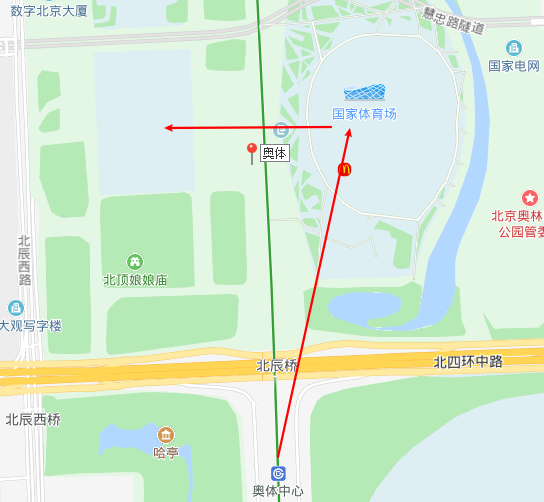 数字北京大厦
慧忠路隧道
国家电网
国家体育场
奥体
北京奥林
公园管委
北辰西路
北顶娘娘庙
大观写字楼
北辰桥
北四环中路
北辰西桥
哈亭
奥体中心